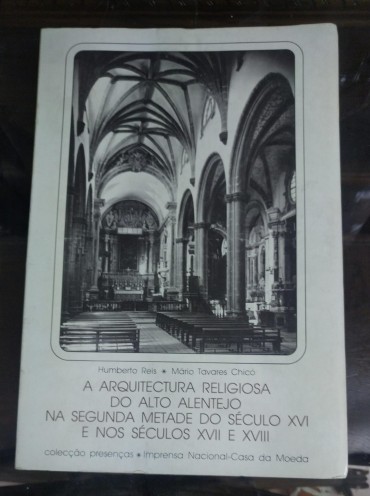 Humberto Reis • Mário Tavares Chicó
A ARQUITECTURA RELIGIOSA
DO ALTO ALENTEJO
NA SEGUNDA METADE DO SÉCULO XVI
E NOS SÉCULOS XVII E XVIII
colecção presenças • Imprensa Nacional-Casa da Moeda